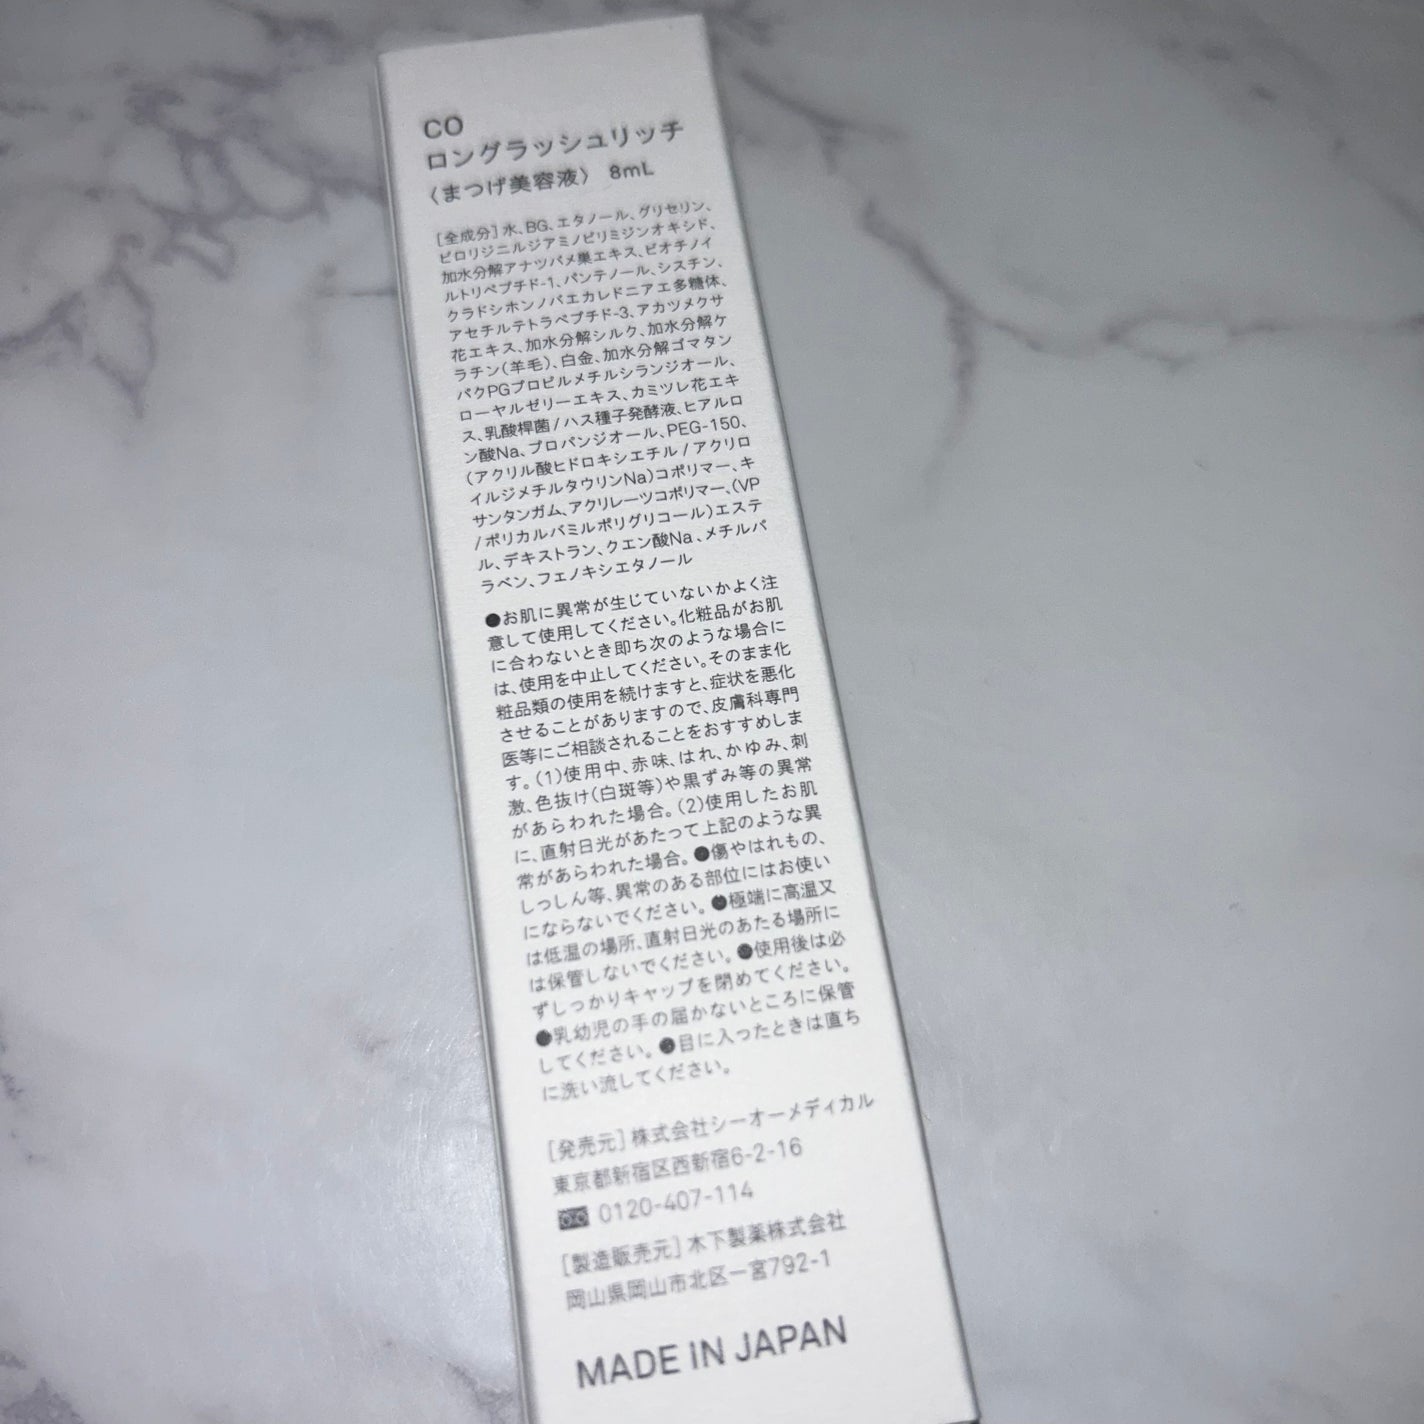 CO
ロングラッシュリッチ
〈まつげ美容液〉 8mL
[全成分]水、BG、エタノール、グリセリン、
ピロリジニルジアミノピリミジンオキシド、
加水分解アナツバメ巣エキス、ビオチノイ
ルトリペプチド-1、パンテノール、シスチン、
クラドシホンノバエカレドニアエ多糖体、
アセチルテトラペプチド-3、アカツメクサ
花エキス、加水分解シルク、加水分解ケ
ラチン(羊毛)、白金、加水分解ゴマタン
パクPGプロピルメチルシランジオール、
ローヤルゼリーエキス、カミツレ花エキ
ス、乳酸桿菌/ハス種子発酵液、ヒアルロ
ン酸Na、プロパンジオール、PEG-150、
(アクリル酸ヒドロキシエチル/アクリロ
イルジメチルタウリンNa)コポリマー、キ
サンタンガム、アクリレーツコポリマー、(VP
/ポリカルバミルポリグリコール)エステ
ル、デキストラン、クエン酸Na、メチルパ
ラベン、フェノキシエタノール
●お肌に異常が生じていないかよく注
意して使用してください。化粧品がお肌
に合わないとき即ち次のような場合に
は、使用を中止してください。そのまま化
粧品類の使用を続けますと、症状を悪化
させることがありますので、皮膚科専門
医等にご相談されることをおすすめしま
す。(1)使用中、赤味、はれ、かゆみ、刺
激、色抜け(白斑等)や黒ずみ等の異常
があらわれた場合。(2)使用したお肌
に、直射日光があたって上記のような異
常があらわれた場合。●傷やはれもの、
しっしん等、異常のある部位にはお使い
にならないでください。●極端に高温又
は低温の場所、直射日光のあたる場所に
は保管しないでください。●使用後は必
ずしっかりキャップを閉めてください。
●乳幼児の手の届かないところに保管
してください。●目に入ったときは直ち
に洗い流してください。
[発売元]株式会社シーオーメディカル
東京都新宿区西新宿6-2-16
0120-407-114
[製造販売元]木下製薬株式会社
岡山県岡山市北区一宮792-1
MADE IN JAPAN